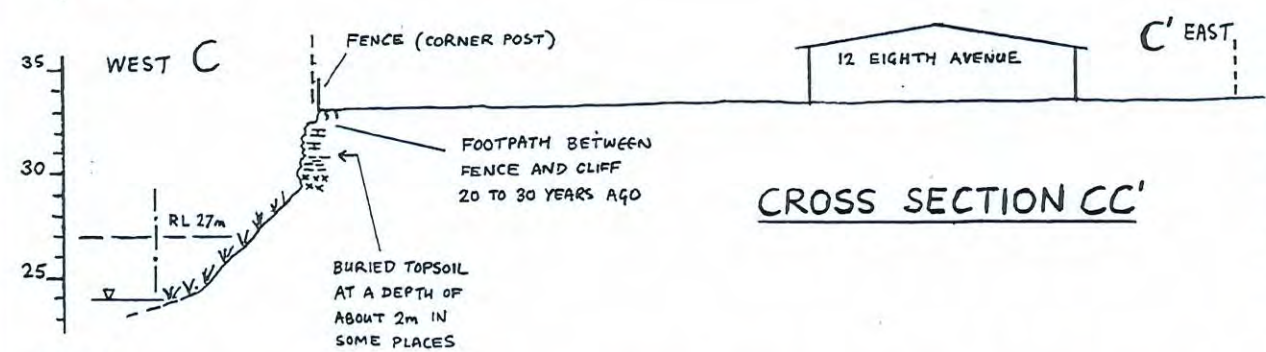 WEST C
FENCE (CORNER POST)
12 EIGHTH AVENUE
C' EAST
35
30
25
RL 27m
FOOTPATH BETWEEN
FENCE AND CLIFF
20 TO 30 YEARS AGO
CROSS SECTION CC'
BURIED TOPSOIL
AT A DEPTH OF
ABOUT 2m IN
SOME PLACES